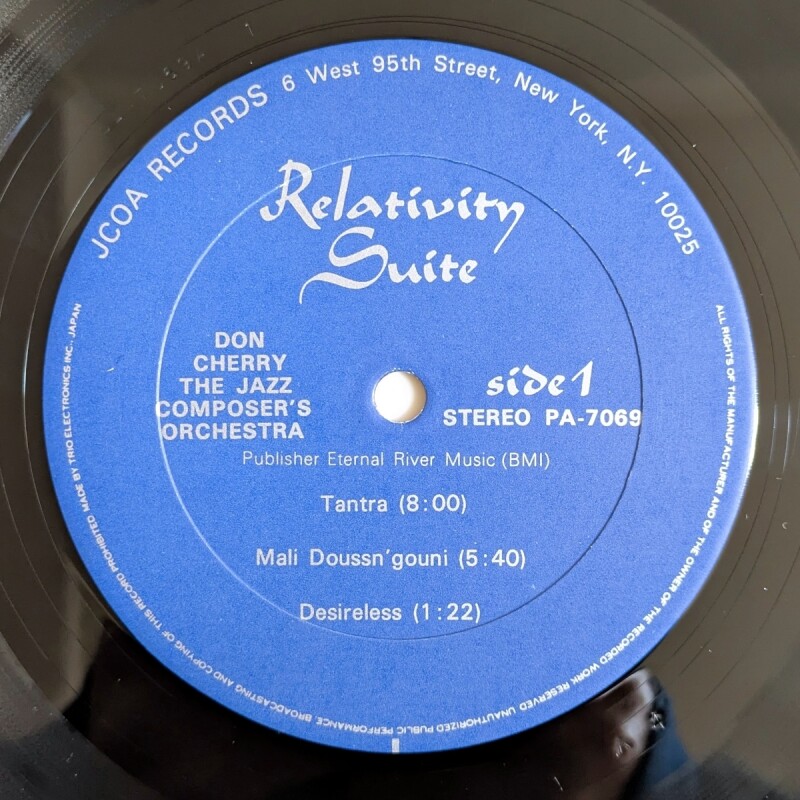 JCOA RECORDS 6 West 95th Street, New York, N.Y. 10025
Relativity
Suite
DON
CHERRY
THE JAZZ
COMPOSER'S
ORCHESTRA
side 1
STEREO PA-7069
Publisher Eternal River Music (BMI)
Tantra (8:00)
Mali Doussn'gouni (5:40)
Desireless (1:22)
ALL RIGHTS OF THE MANUFACTURER AND OF THE OWNER OF THE RECORDED WORK RESERVED UNAUTHORIZED PUBLIC PERFORMANCE BROADCASTING AND COPYING OF THIS RECORD PROHIBITED MADE BY TRIO ELECTRONICS INC., JAPAN